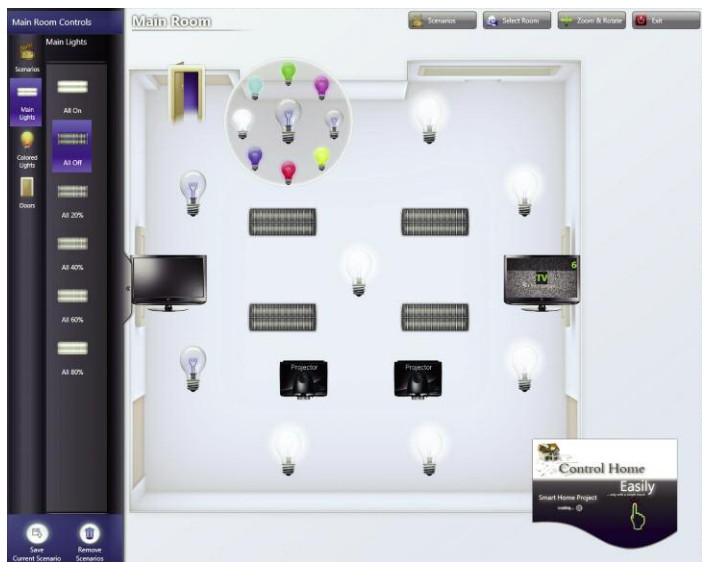 Main Room Controls
Main Room
Scenarios
Select Room
Zoom & Rotate
Exit
Scenarios
Main
Lights
Colored
Lights
Doors
Main Lights
All On
All Off
All 20%
All 40%
All 60%
All 80%
6
TV
Projector
Projector
Control Home
Easily
Smart Home Project
Save
Current Scenario
Remove
Scenarios